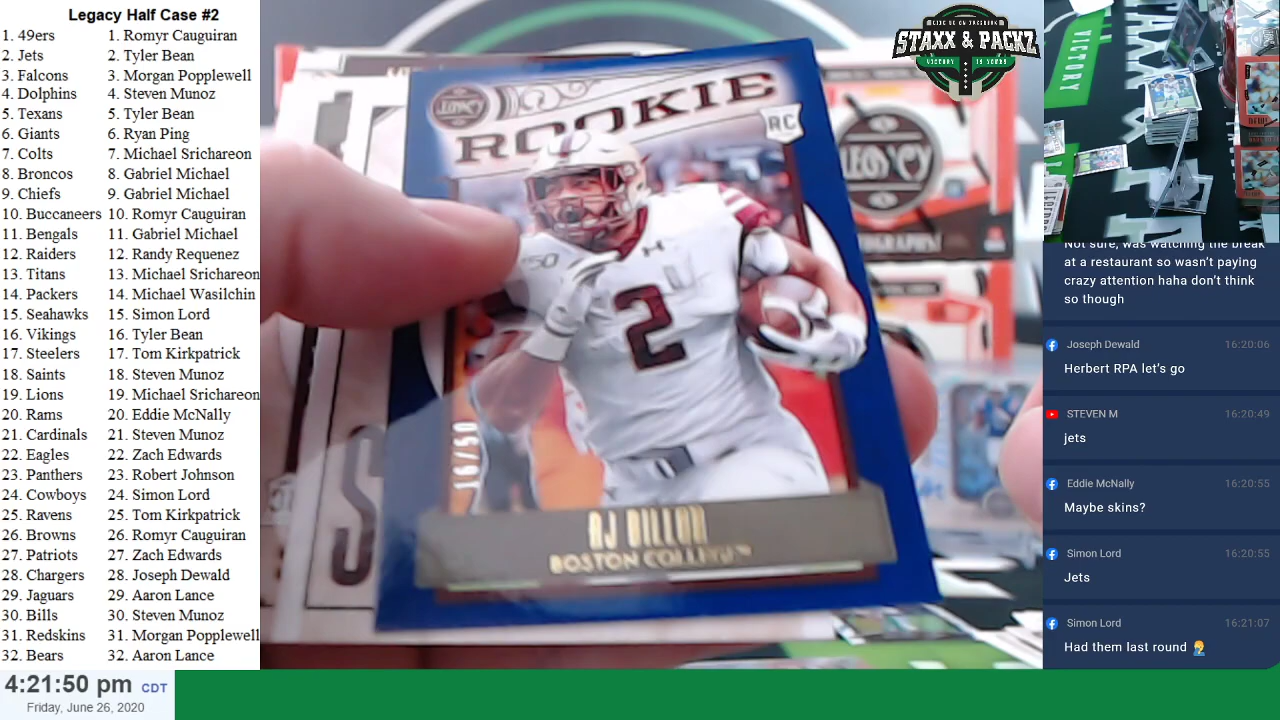 Legacy Half Case #2
1. 49ers 1. Romyr Cauguiran
2. Jets 2. Tyler Bean
3. Falcons 3. Morgan Popplewell
4. Dolphins 4. Steven Munoz
5. Texans 5. Tyler Bean
6. Giants 6. Ryan Ping
7. Colts 7. Michael Srichareon
8. Broncos 8. Gabriel Michael
9. Chiefs 9. Gabriel Michael
10. Buccaneers 10. Romyr Cauguiran
11. Bengals 11. Gabriel Michael
12. Raiders 12. Randy Requenez
13. Titans 13. Michael Srichareon
14. Packers 14. Michael Wasilchin
15. Seahawks 15. Simon Lord
16. Vikings 16. Tyler Bean
17. Steelers 17. Tom Kirkpatrick
18. Saints 18. Steven Munoz
19. Lions 19. Michael Srichareon
20. Rams 20. Eddie McNally
21. Cardinals 21. Steven Munoz
22. Eagles 22. Zach Edwards
23. Panthers 23. Robert Johnson
24. Cowboys 24. Simon Lord
25. Ravens 25. Tom Kirkpatrick
26. Browns 26. Romyr Cauguiran
27. Patriots 27. Zach Edwards
28. Chargers 28. Joseph Dewald
29. Jaguars 29. Aaron Lance
30. Bills 30. Steven Munoz
31. Redskins 31. Morgan Popplewell
32. Bears 32. Aaron Lance
4:21:50 pm CDT
Friday, June 26, 2020
LEGACY
ROOKIE
RC
2
16/50
AJ DILLON
BOSTON COLLEGE
LEGACY
STAXX & PACKZ
VICTORY IS YOURS
VICTORY
Not sure, was watching the break
at a restaurant so wasn't paying
crazy attention haha don't think
so though
Joseph Dewald 16:20:06
Herbert RPA let's go
STEVEN M 16:20:49
jets
Eddie McNally 16:20:55
Maybe skins?
Simon Lord 16:20:55
Jets
Simon Lord 16:21:07
Had them last round 🤦‍♂️